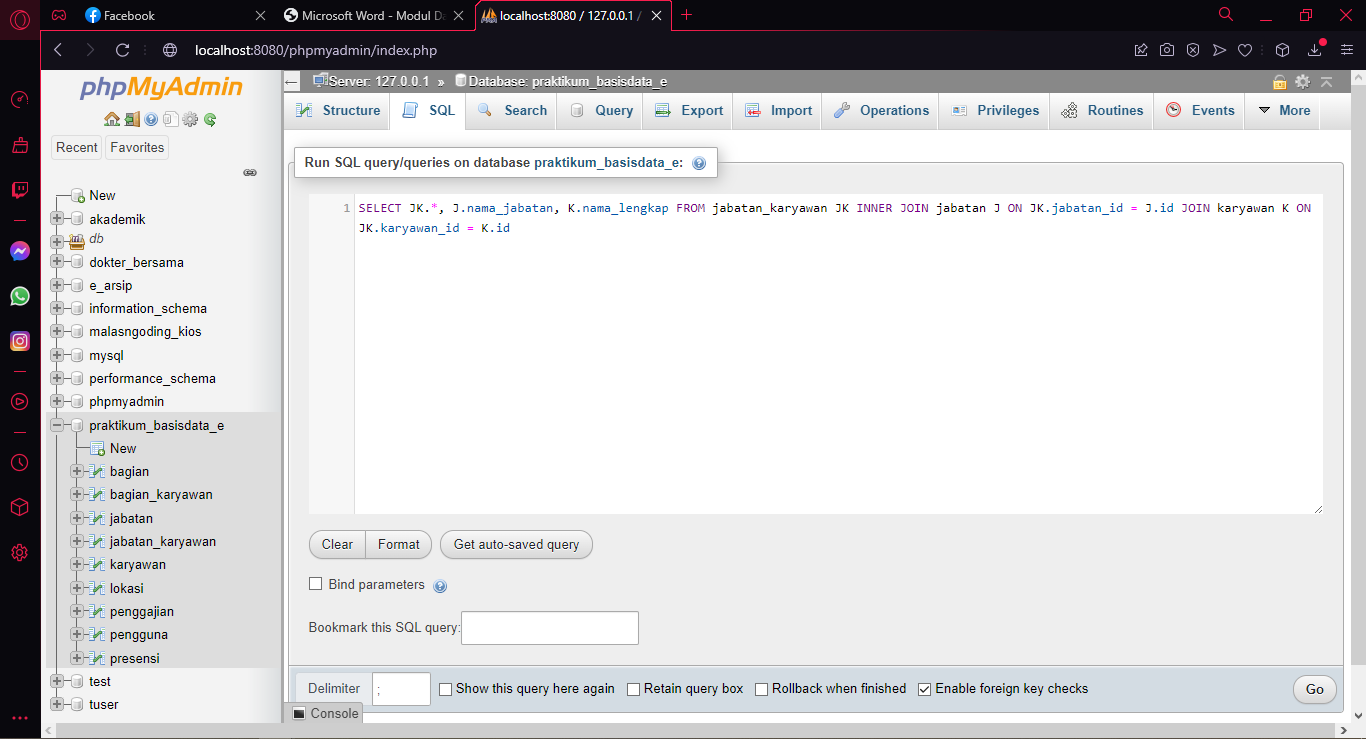 Facebook
Microsoft Word - Modul Da
localhost:8080 / 127.0.0.1 /
localhost:8080/phpmyadmin/index.php
phpMyAdmin
Recent
Favorites
New
akademik
db
dokter_bersama
e_arsip
information_schema
malasngoding_kios
mysql
performance_schema
phpmyadmin
praktikum_basisdata_e
New
bagian
bagian_karyawan
jabatan
jabatan_karyawan
karyawan
lokasi
penggajian
pengguna
presensi
test
tuser
Server: 127.0.0.1 » Database: praktikum_basisdata_e
Structure
SQL
Search
Query
Export
Import
Operations
Privileges
Routines
Events
More
Run SQL query/queries on database praktikum_basisdata_e:
1 SELECT JK.*, J.nama_jabatan, K.nama_lengkap FROM jabatan_karyawan JK INNER JOIN jabatan J ON JK.jabatan_id = J.id JOIN karyawan K ON
JK.karyawan_id = K.id
Clear
Format
Get auto-saved query
Bind parameters
Bookmark this SQL query:
Delimiter ;
Show this query here again
Retain query box
Rollback when finished
Enable foreign key checks
Go
Console